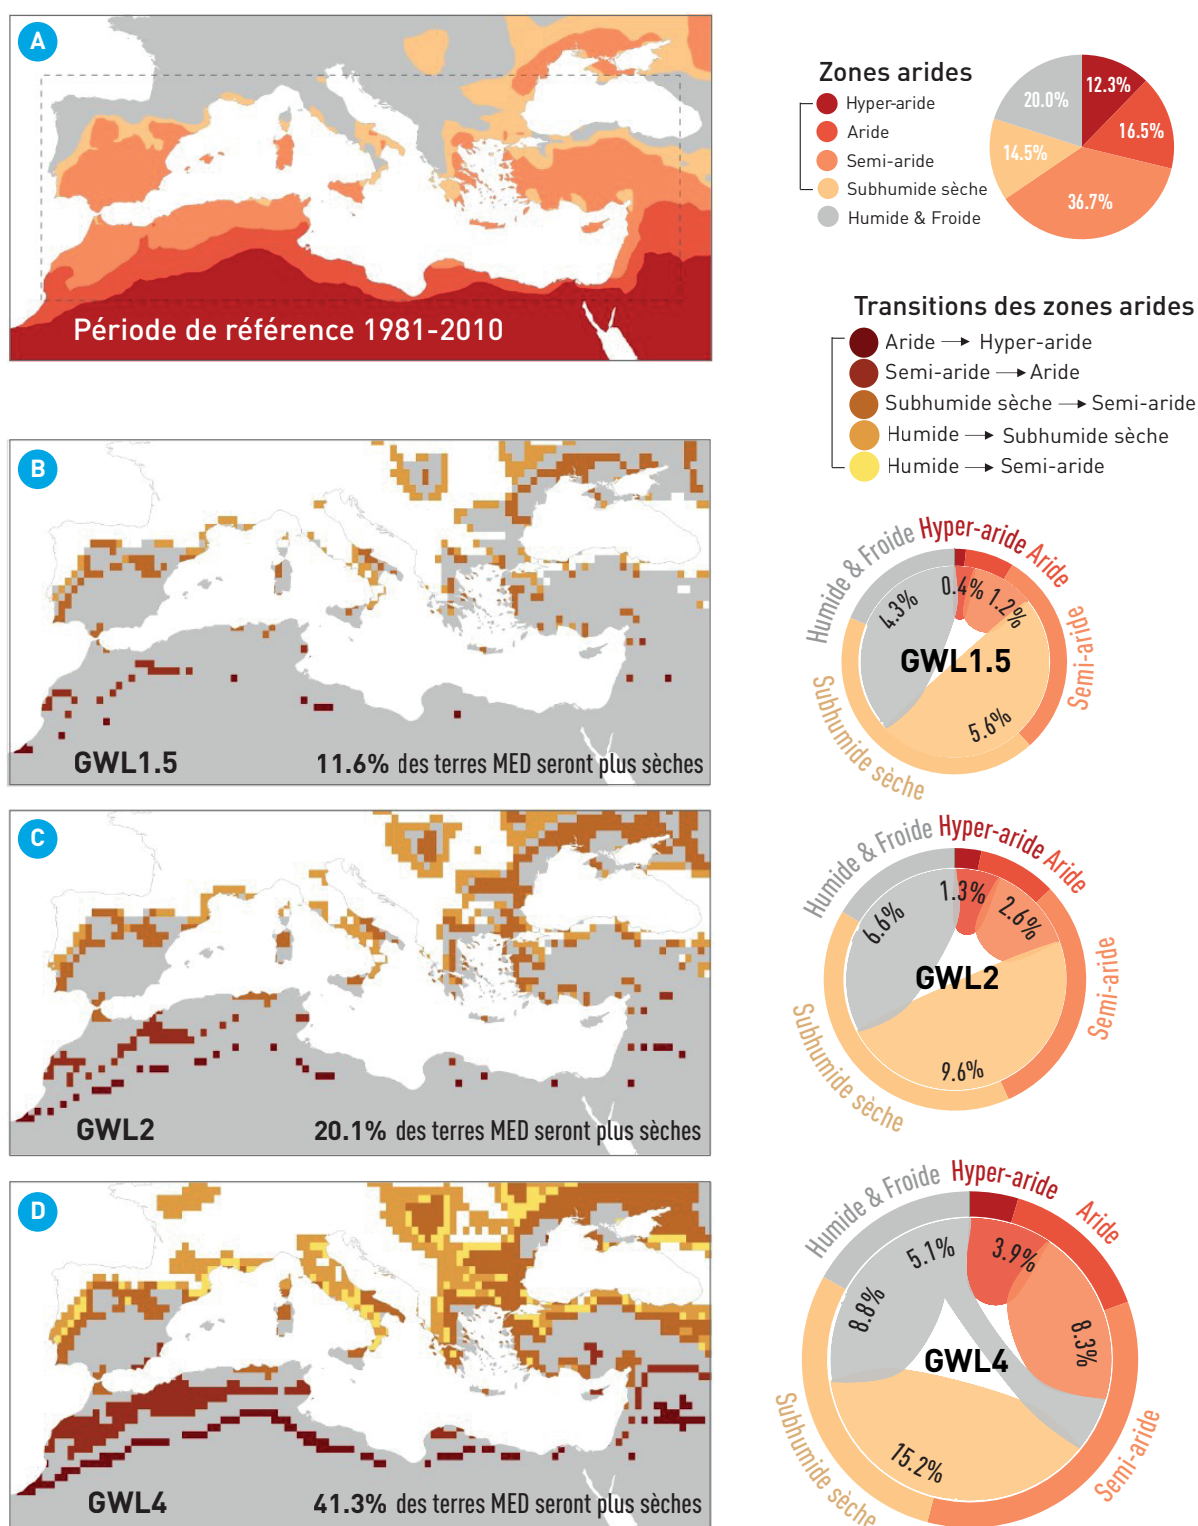 A
Période de référence 1981-2010
Zones arides
Hyper-aride
Aride
Semi-aride
Subhumide sèche
Humide & Froide
12.3%
16.5%
36.7%
14.5%
20.0%
Transitions des zones arides
Aride → Hyper-aride
Semi-aride → Aride
Subhumide sèche → Semi-aride
Humide → Subhumide sèche
Humide → Semi-aride
B
GWL1.5
11.6% des terres MED seront plus sèches
Humide & Froide
Hyper-aride
Aride
Semi-aride
Subhumide sèche
4.3%
0.4%
1.2%
5.6%
GWL1.5
C
GWL2
20.1% des terres MED seront plus sèches
Humide & Froide
Hyper-aride
Aride
Semi-aride
Subhumide sèche
6.6%
1.3%
2.6%
9.6%
GWL2
D
GWL4
41.3% des terres MED seront plus sèches
Humide & Froide
Hyper-aride
Aride
Semi-aride
Subhumide sèche
8.8%
5.1%
3.9%
8.3%
15.2%
GWL4